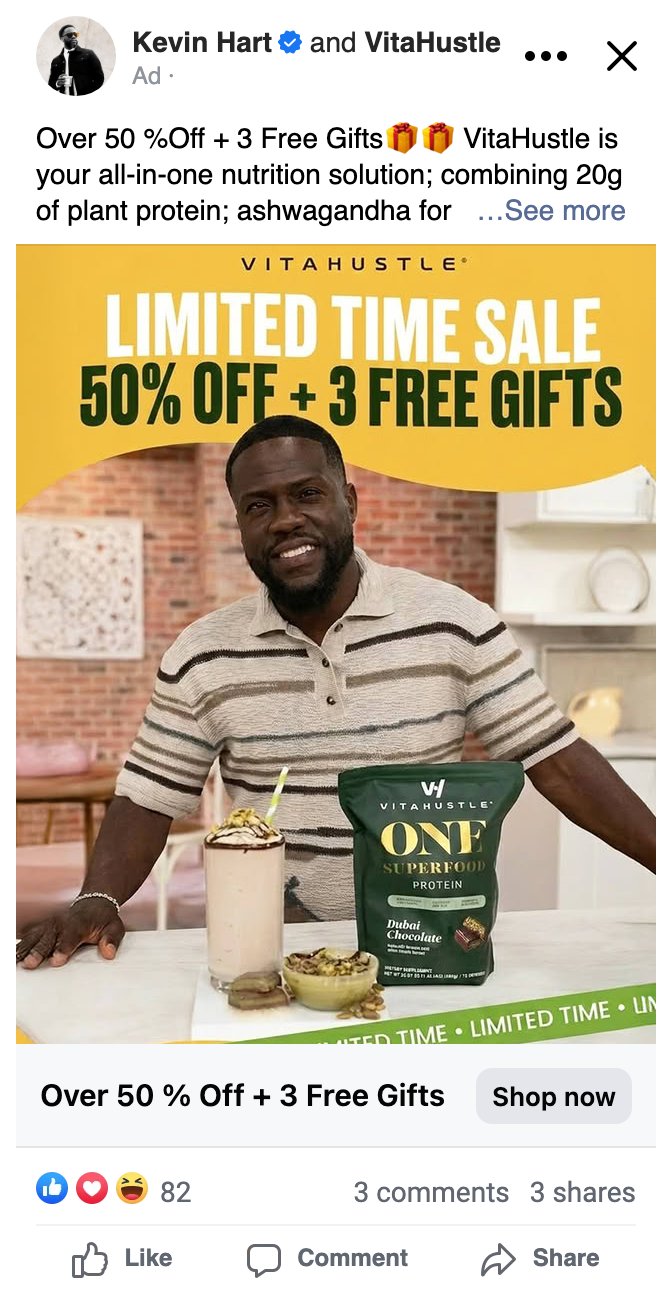 Kevin Hart and VitaHustle
Ad ·
Over 50 %Off + 3 Free Gifts🎁🎁 VitaHustle is
your all-in-one nutrition solution; combining 20g
of plant protein; ashwagandha for ...See more
VITAHUSTLE®
LIMITED TIME SALE
50% OFF + 3 FREE GIFTS
VH
VITAHUSTLE
ONE
SUPERFOOD
PROTEIN
Dubai
Chocolate
LIMITED TIME • LIMITED TIME •
Over 50 % Off + 3 Free Gifts
Shop now
82
3 comments 3 shares
Like
Comment
Share